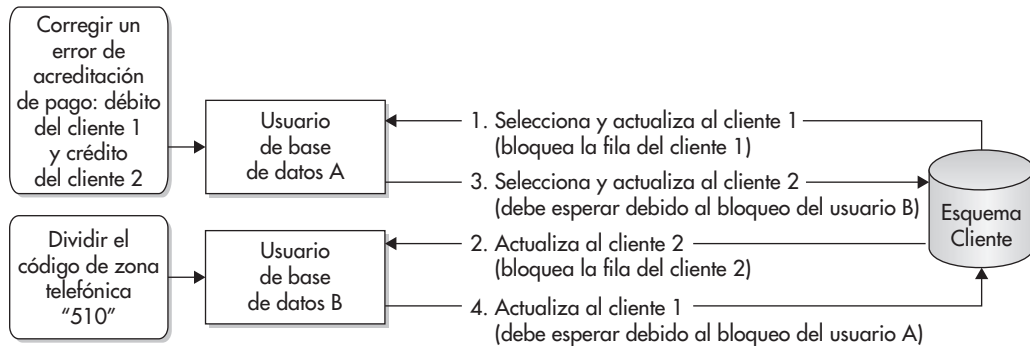 Corregir un
error de
acreditación
de pago: débito
del cliente 1
y crédito
del cliente 2
Usuario
de base
de datos A
1. Selecciona y actualiza al cliente 1
(bloquea la fila del cliente 1)
3. Selecciona y actualiza al cliente 2
(debe esperar debido al bloqueo del usuario B)
Dividir el
código de zona
telefónica
“510”
Usuario
de base
de datos B
2. Actualiza al cliente 2
(bloquea la fila del cliente 2)
4. Actualiza al cliente 1
(debe esperar debido al bloqueo del usuario A)
Esquema
Cliente